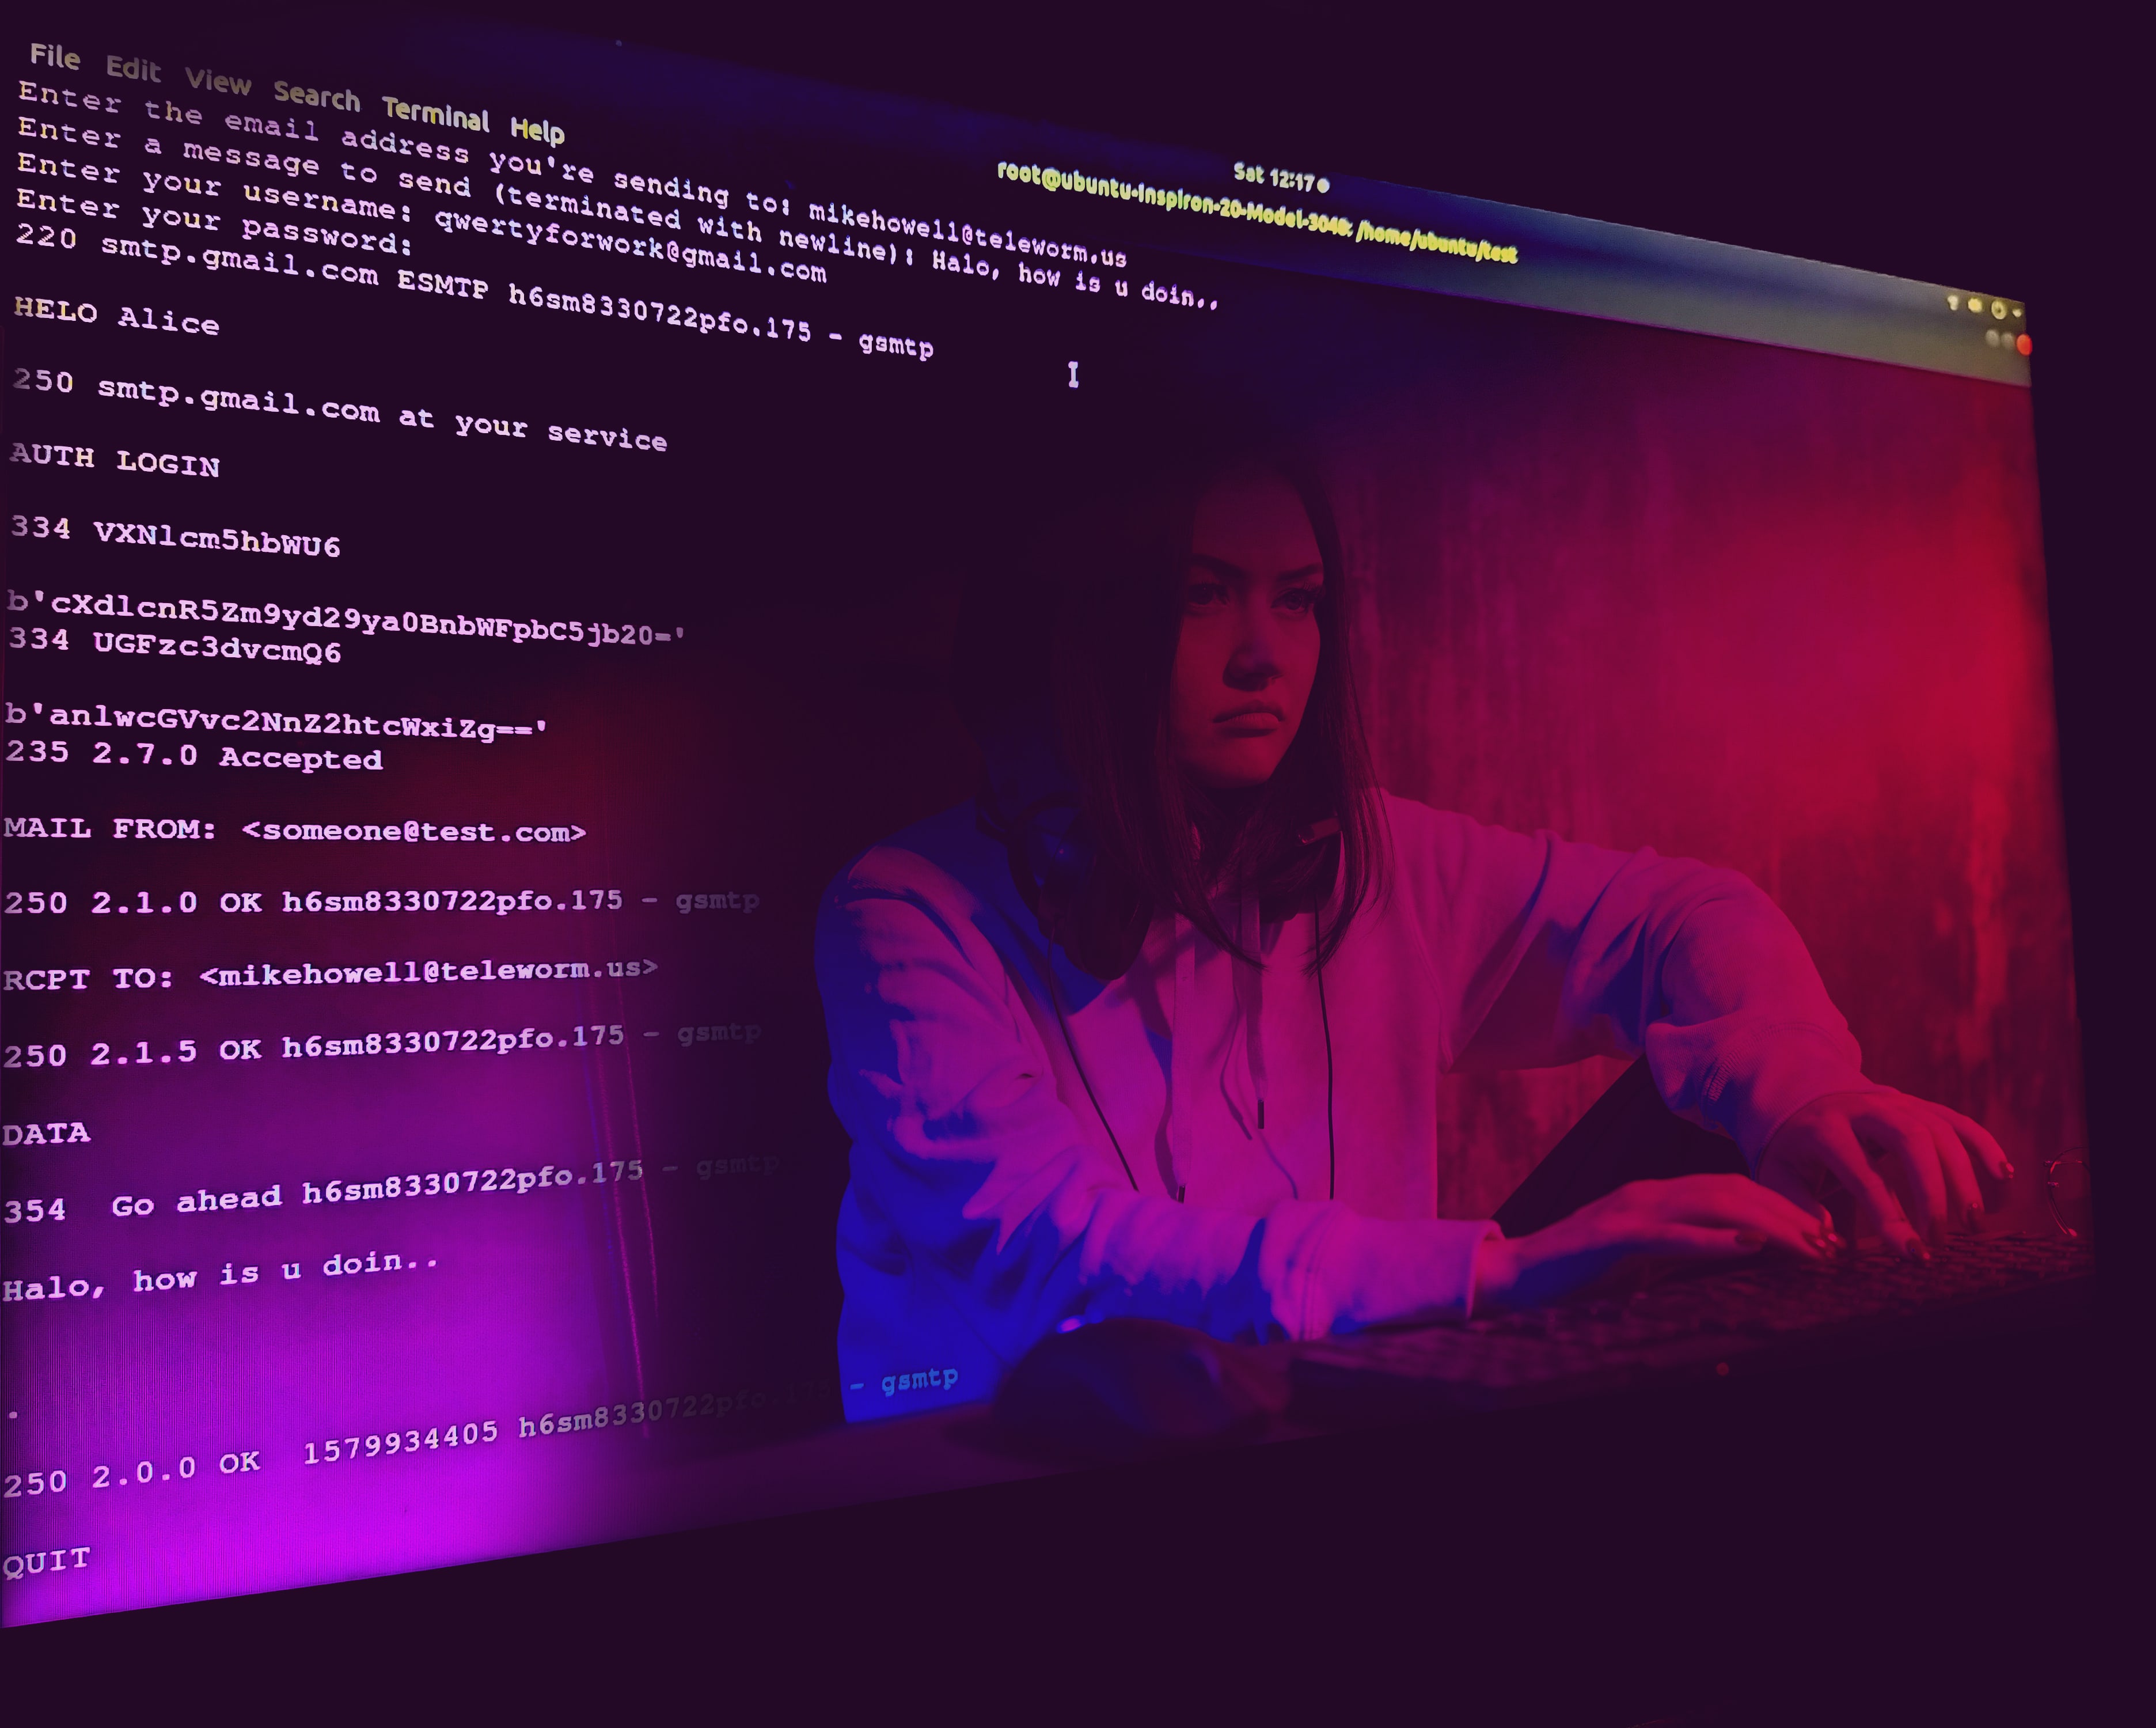 Sat 12:17
root@ubuntu-Inspiron-20-Model-3048: /home/ubuntu/test
File Edit View Search Terminal Help
Enter the email address you're sending to: mikehowell@teleworm.us
Enter a message to send (terminated with newline): Halo, how is u doin..
Enter your username: qwertyforwork@gmail.com
Enter your password:
220 smtp.gmail.com ESMTP h6sm8330722pfo.175 - gsmtp
HELO Alice
250 smtp.gmail.com at your service
AUTH LOGIN
334 VXNlcm5hbWU6
b'cXdlcnR5Zm9yd29ya0BnbWFpbC5jb20='
334 UGFzc3dvcmQ6
b'anlwcGVvc2NnZ2htcWxiZg=='
235 2.7.0 Accepted
MAIL FROM: <someone@test.com>
250 2.1.0 OK h6sm8330722pfo.175 - gsmtp
RCPT TO: <mikehowell@teleworm.us>
250 2.1.5 OK h6sm8330722pfo.175 - gsmtp
DATA
354  Go ahead h6sm8330722pfo.175 - gsmtp
Halo, how is u doin..
.
250 2.0.0 OK  1579934405 h6sm8330722pfo.175 - gsmtp
QUIT